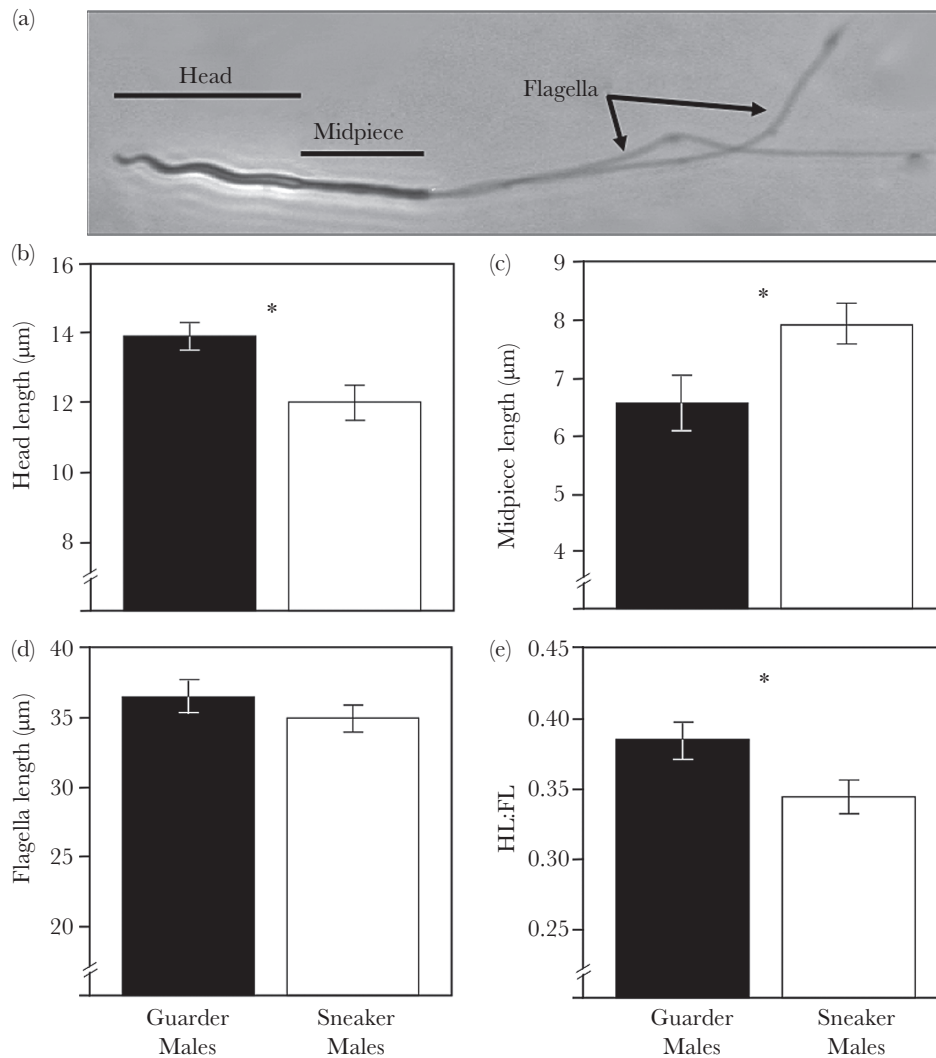 (a)
Head
Midpiece
Flagella
(b)
16
14
12
10
8
Head length (μm)
*
(c)
9
8
7
6
5
4
Midpiece length (μm)
*
(d)
40
35
30
25
20
Flagella length (μm)
Guarder
Males
Sneaker
Males
(e)
0.45
0.40
0.35
0.30
0.25
HL:FL
*
Guarder
Males
Sneaker
Males